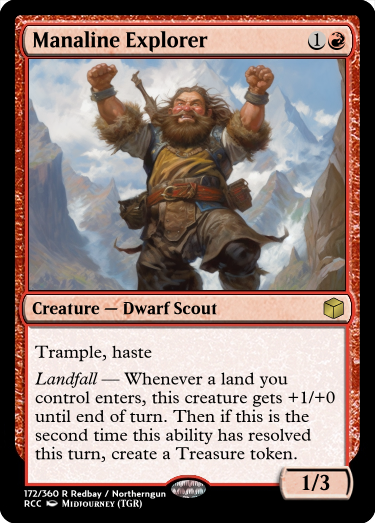 Manaline Explorer 1
Creature — Dwarf Scout
Trample, haste
Landfall — Whenever a land you
control enters, this creature gets +1/+0
until end of turn. Then if this is the
second time this ability has resolved
this turn, create a Treasure token.
1/3
172/360 R Redbay / Northerngun
RCC Midjourney (TGR)